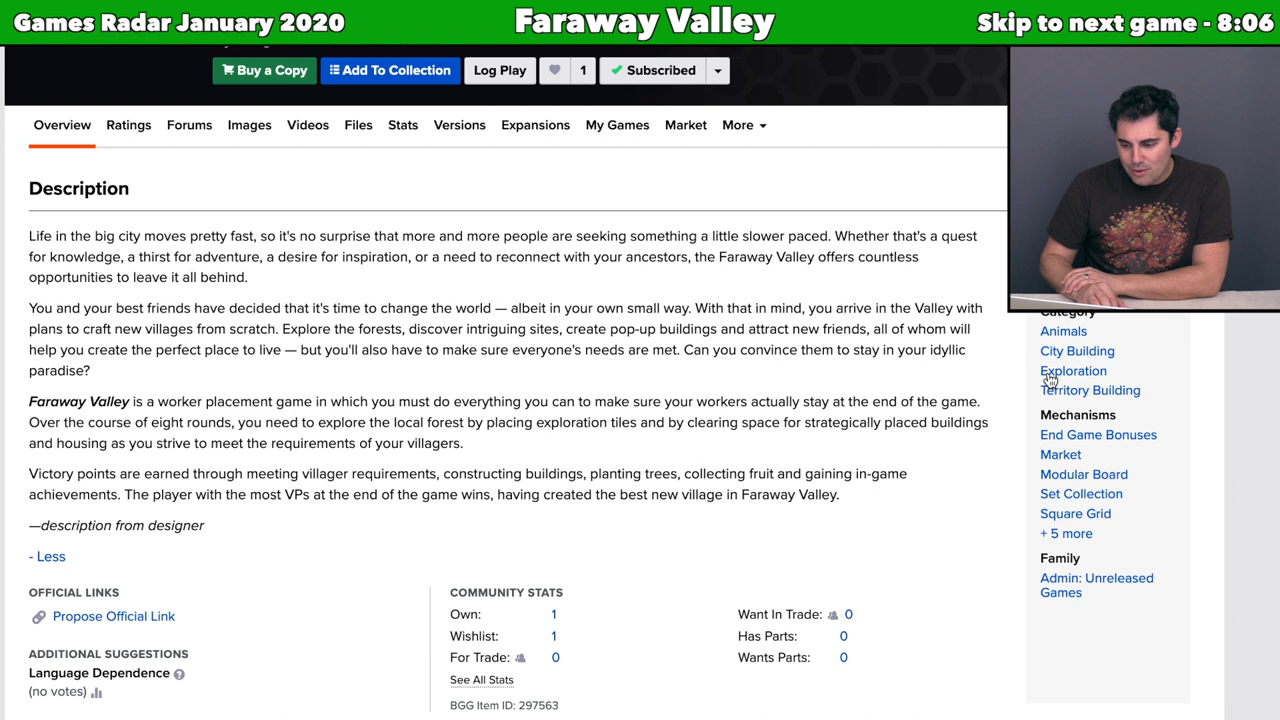 Games Radar January 2020
Faraway Valley
Skip to next game - 8:06
Buy a Copy
Add To Collection
Log Play
1
Subscribed
Overview
Ratings
Forums
Images
Videos
Files
Stats
Versions
Expansions
My Games
Market
More
Description
Life in the big city moves pretty fast, so it's no surprise that more and more people are seeking something a little slower paced. Whether that's a quest
for knowledge, a thirst for adventure, a desire for inspiration, or a need to reconnect with your ancestors, the Faraway Valley offers countless
opportunities to leave it all behind.
You and your best friends have decided that it's time to change the world — albeit in your own small way. With that in mind, you arrive in the Valley with
plans to craft new villages from scratch. Explore the forests, discover intriguing sites, create pop-up buildings and attract new friends, all of whom will
help you create the perfect place to live — but you'll also have to make sure everyone's needs are met. Can you convince them to stay in your idyllic
paradise?
Faraway Valley is a worker placement game in which you must do everything you can to make sure your workers actually stay at the end of the game.
Over the course of eight rounds, you need to explore the local forest by placing exploration tiles and by clearing space for strategically placed buildings
and housing as you strive to meet the requirements of your villagers.
Victory points are earned through meeting villager requirements, constructing buildings, planting trees, collecting fruit and gaining in-game
achievements. The player with the most VPs at the end of the game wins, having created the best new village in Faraway Valley.
—description from designer
- Less
OFFICIAL LINKS
Propose Official Link
ADDITIONAL SUGGESTIONS
Language Dependence
(no votes)
COMMUNITY STATS
Own: 1
Wishlist: 1
For Trade: 0
See All Stats
BGG Item ID: 297563
Want In Trade: 0
Has Parts: 0
Wants Parts: 0
Category
Animals
City Building
Exploration
Territory Building
Mechanisms
End Game Bonuses
Market
Modular Board
Set Collection
Square Grid
+ 5 more
Family
Admin: Unreleased
Games